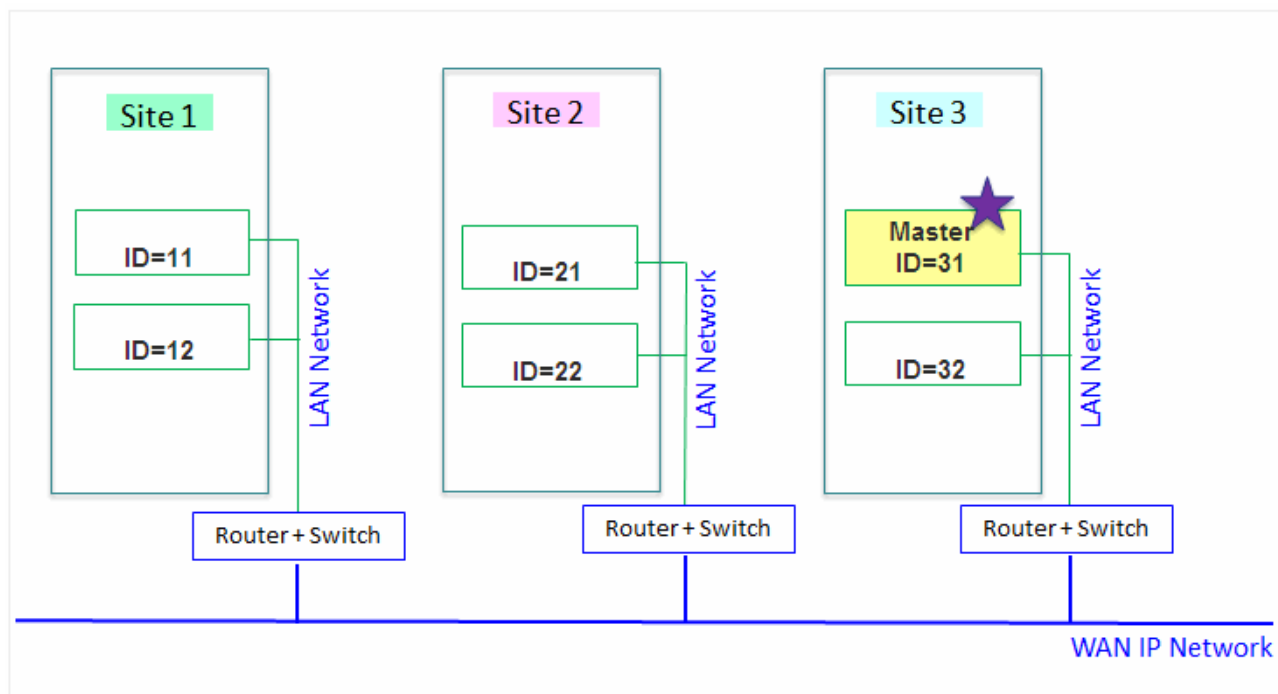 Site 1
ID=11
ID=12
LAN Network
Router + Switch
Site 2
ID=21
ID=22
LAN Network
Router + Switch
Site 3
Master
ID=31
ID=32
LAN Network
Router + Switch
WAN IP Network